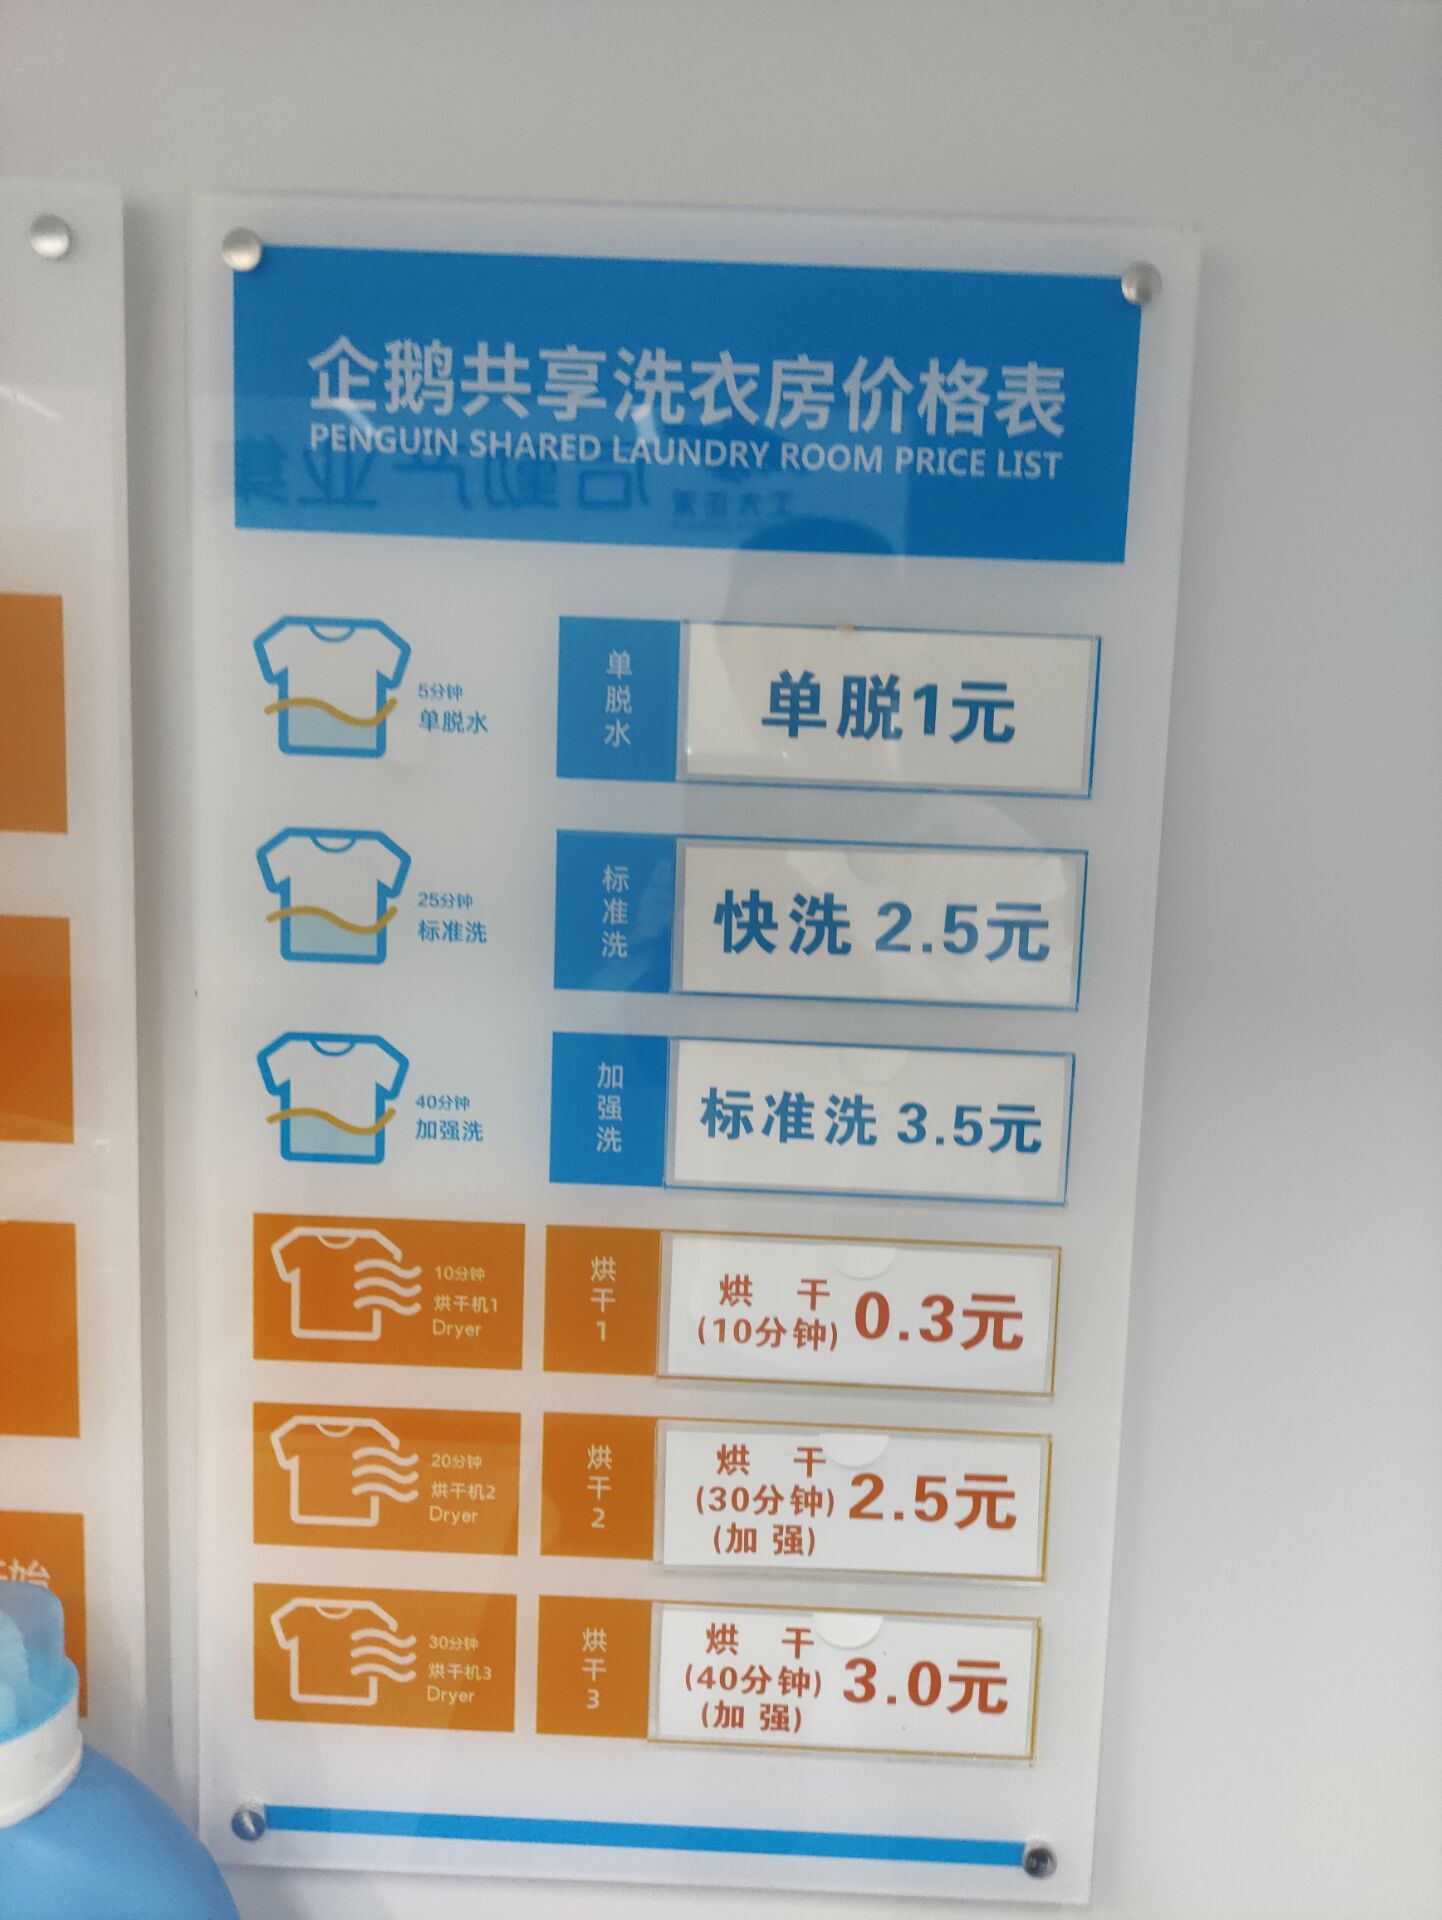 企鹅共享洗衣房价格表
PENGUIN SHARED LAUNDRY ROOM PRICE LIST
5分钟
单脱水
单脱水
单脱1元
25分钟
标准洗
标准洗
快洗 2.5元
40分钟
加强洗
加强洗
标准洗 3.5元
10分钟
烘干机1
Dryer
烘干1
烘 干
(10分钟)
0.3元
20分钟
烘干机2
Dryer
烘干2
烘 干
(30分钟)
(加 强)
2.5元
30分钟
烘干机3
Dryer
烘干3
烘 干
(40分钟)
(加 强)
3.0元